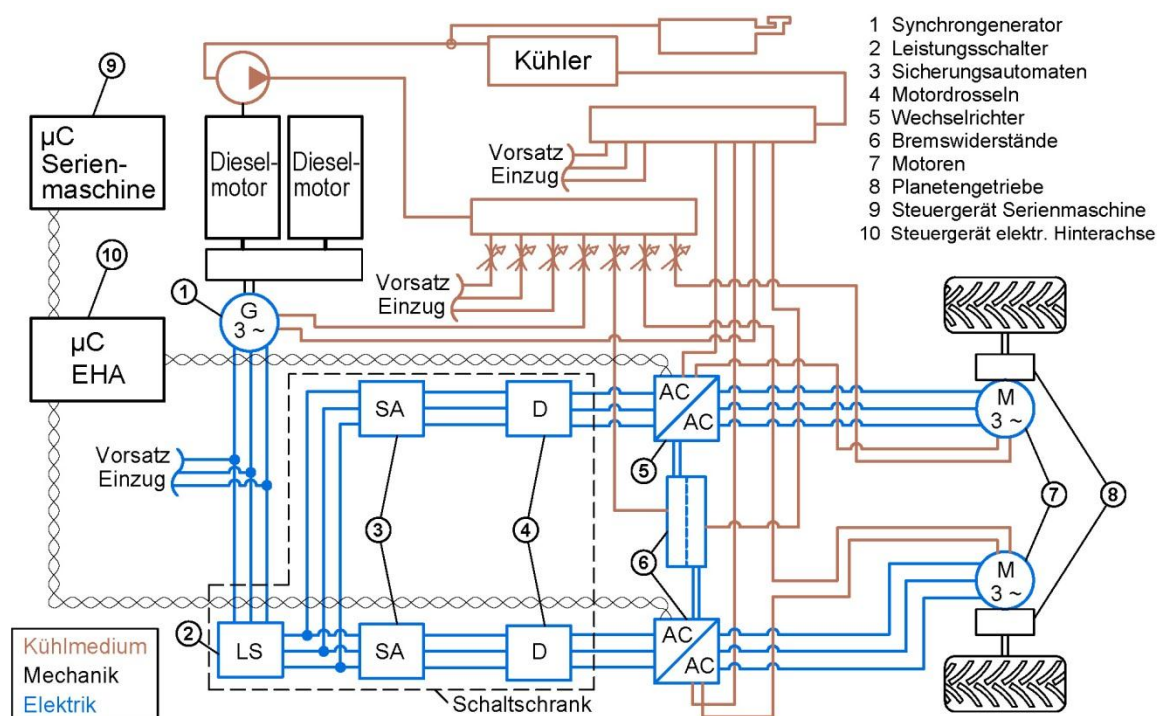 1 Synchrongenerator
2 Leistungsschalter
3 Sicherungsautomaten
4 Motordrosseln
5 Wechselrichter
6 Bremswiderstände
7 Motoren
8 Planetengetriebe
9 Steuergerät Serienmaschine
10 Steuergerät elektr. Hinterachse
Kühler
9
µC
Serien-
maschine
Diesel-
motor
Diesel-
motor
Vorsatz
Einzug
10
µC
EHA
1
G
3 ~
Vorsatz
Einzug
SA
D
AC
AC
M
3 ~
Vorsatz
Einzug
5
3
4
6
7
8
2
LS
SA
D
AC
AC
M
3 ~
Schaltschrank
Kühlmedium
Mechanik
Elektrik